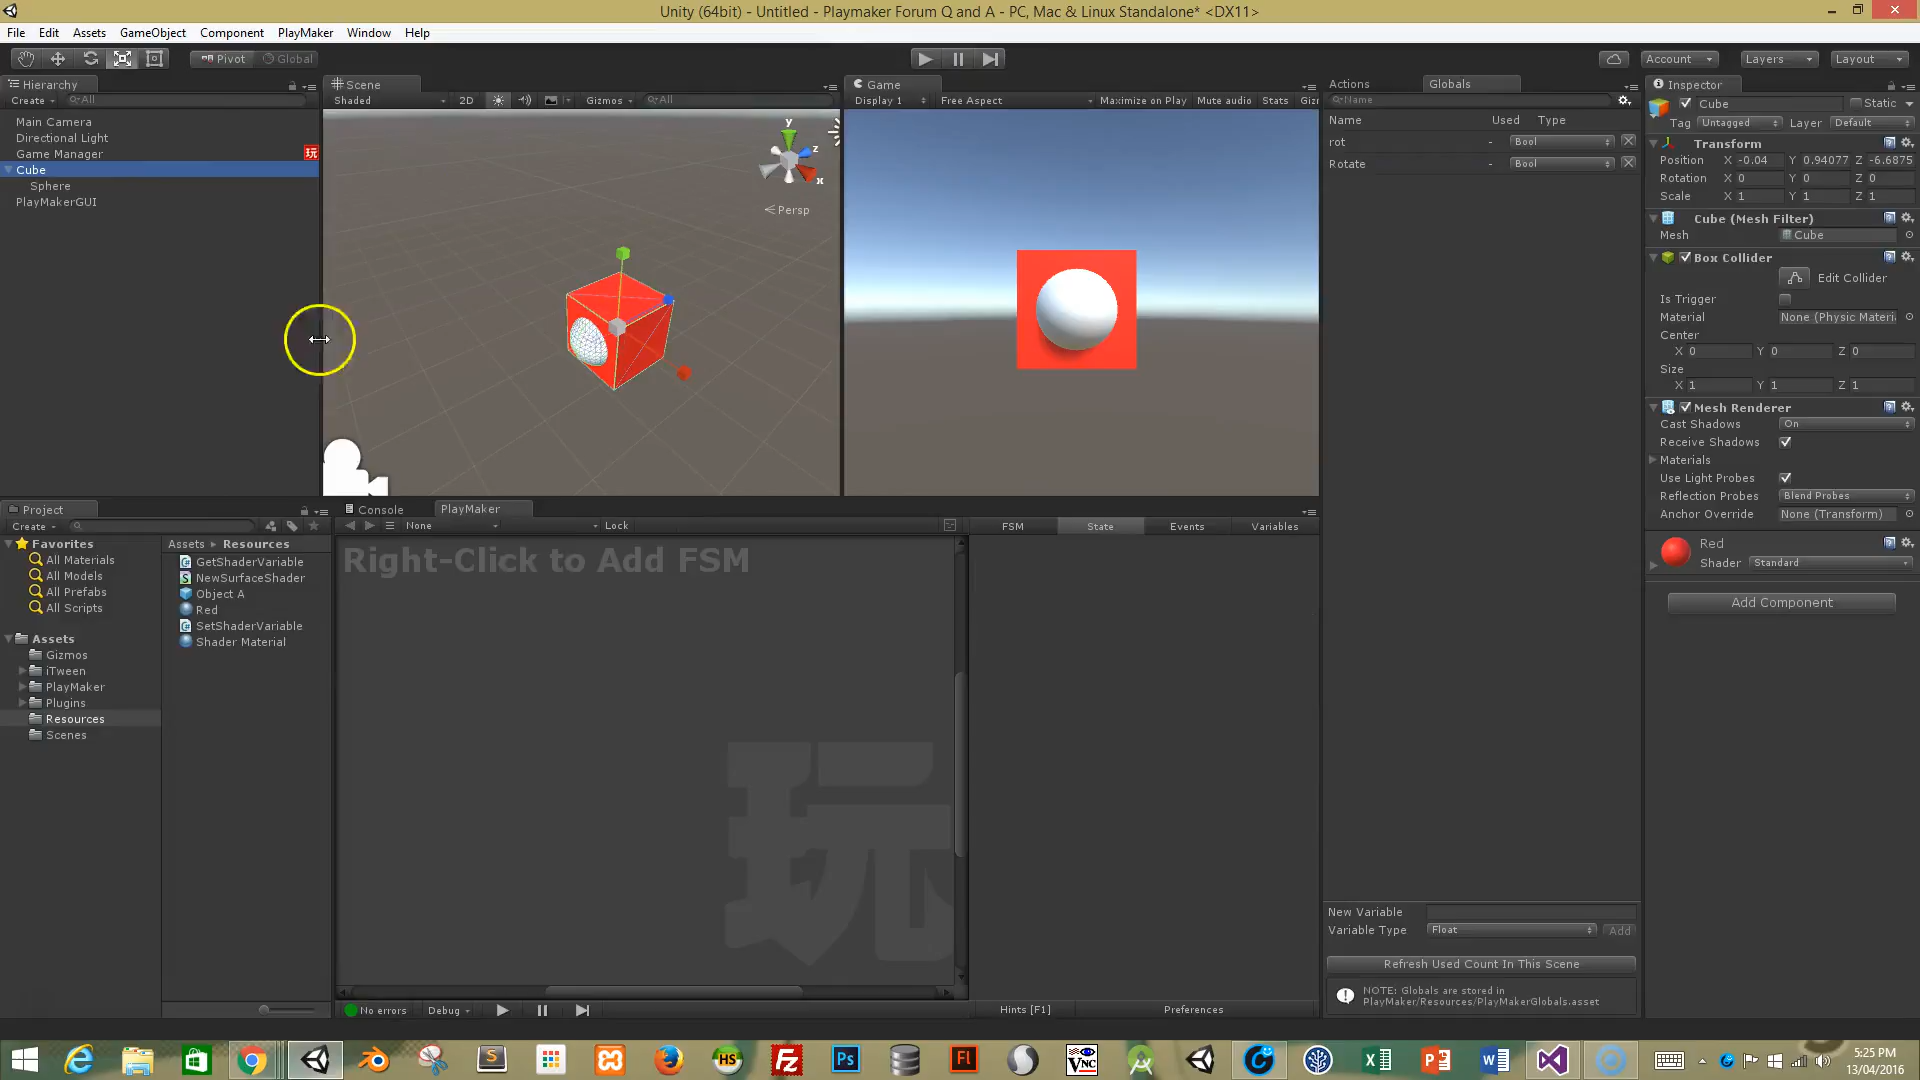 Unity (64bit) - Untitled - Playmaker Forum Q and A - PC, Mac & Linux Standalone* <DX11>
File Edit Assets GameObject Component PlayMaker Window Help
Pivot Global Account Layers Layout
Hierarchy
Create All
Main Camera
Directional Light
Game Manager 玩
Cube
Sphere
PlayMakerGUI
Scene
Shaded 2D Gizmos All
y
z
x
Persp
Game
Display 1 Free Aspect Maximize on Play Mute audio Stats Giz
Actions Globals
Name
Name Used Type
rot - Bool
Rotate - Bool
New Variable
Variable Type Float Add
Refresh Used Count In This Scene
NOTE: Globals are stored in
PlayMaker/Resources/PlayMakerGlobals.asset
Inspector
Cube Static
Tag Untagged Layer Default
Transform
Position X -0.04 Y 0.94077 Z -6.6875
Rotation X 0 Y 0 Z 0
Scale X 1 Y 1 Z 1
Cube (Mesh Filter)
Mesh Cube
Box Collider
Edit Collider
Is Trigger
Material None (Physic Materi
Center
X 0 Y 0 Z 0
Size
X 1 Y 1 Z 1
Mesh Renderer
Cast Shadows On
Receive Shadows
Materials
Use Light Probes
Reflection Probes Blend Probes
Anchor Override None (Transform)
Red
Shader Standard
Add Component
Project
Create
Favorites
All Materials
All Models
All Prefabs
All Scripts
Assets
Gizmos
iTween
PlayMaker
Plugins
Resources
Scenes
Assets Resources
GetShaderVariable
NewSurfaceShader
Object A
Red
SetShaderVariable
Shader Material
Console PlayMaker
None Lock
FSM State Events Variables
Right-Click to Add FSM
玩
No errors Debug Hints [F1] Preferences
5:25 PM
13/04/2016